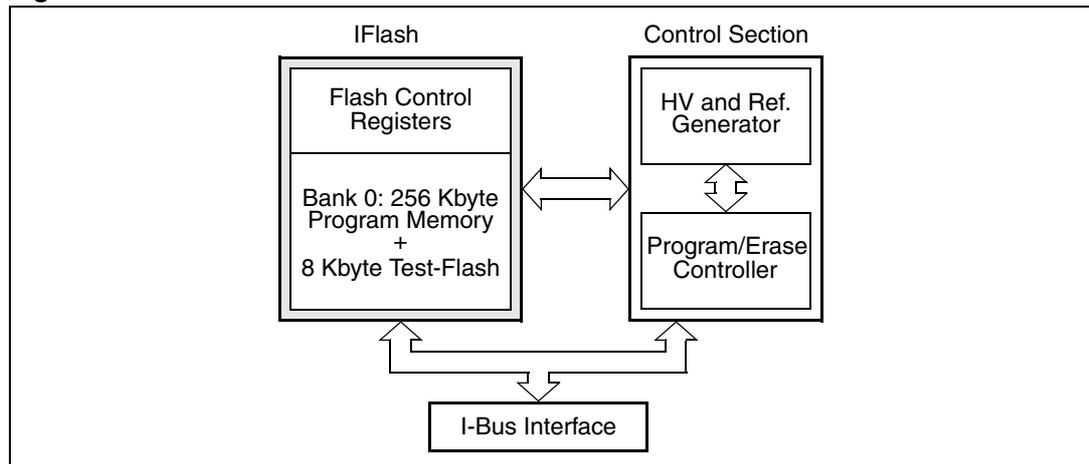 IFlash
Flash Control
Registers
Bank 0: 256 Kbyte
Program Memory
+
8 Kbyte Test-Flash
Control Section
HV and Ref.
Generator
Program/Erase
Controller
I-Bus Interface